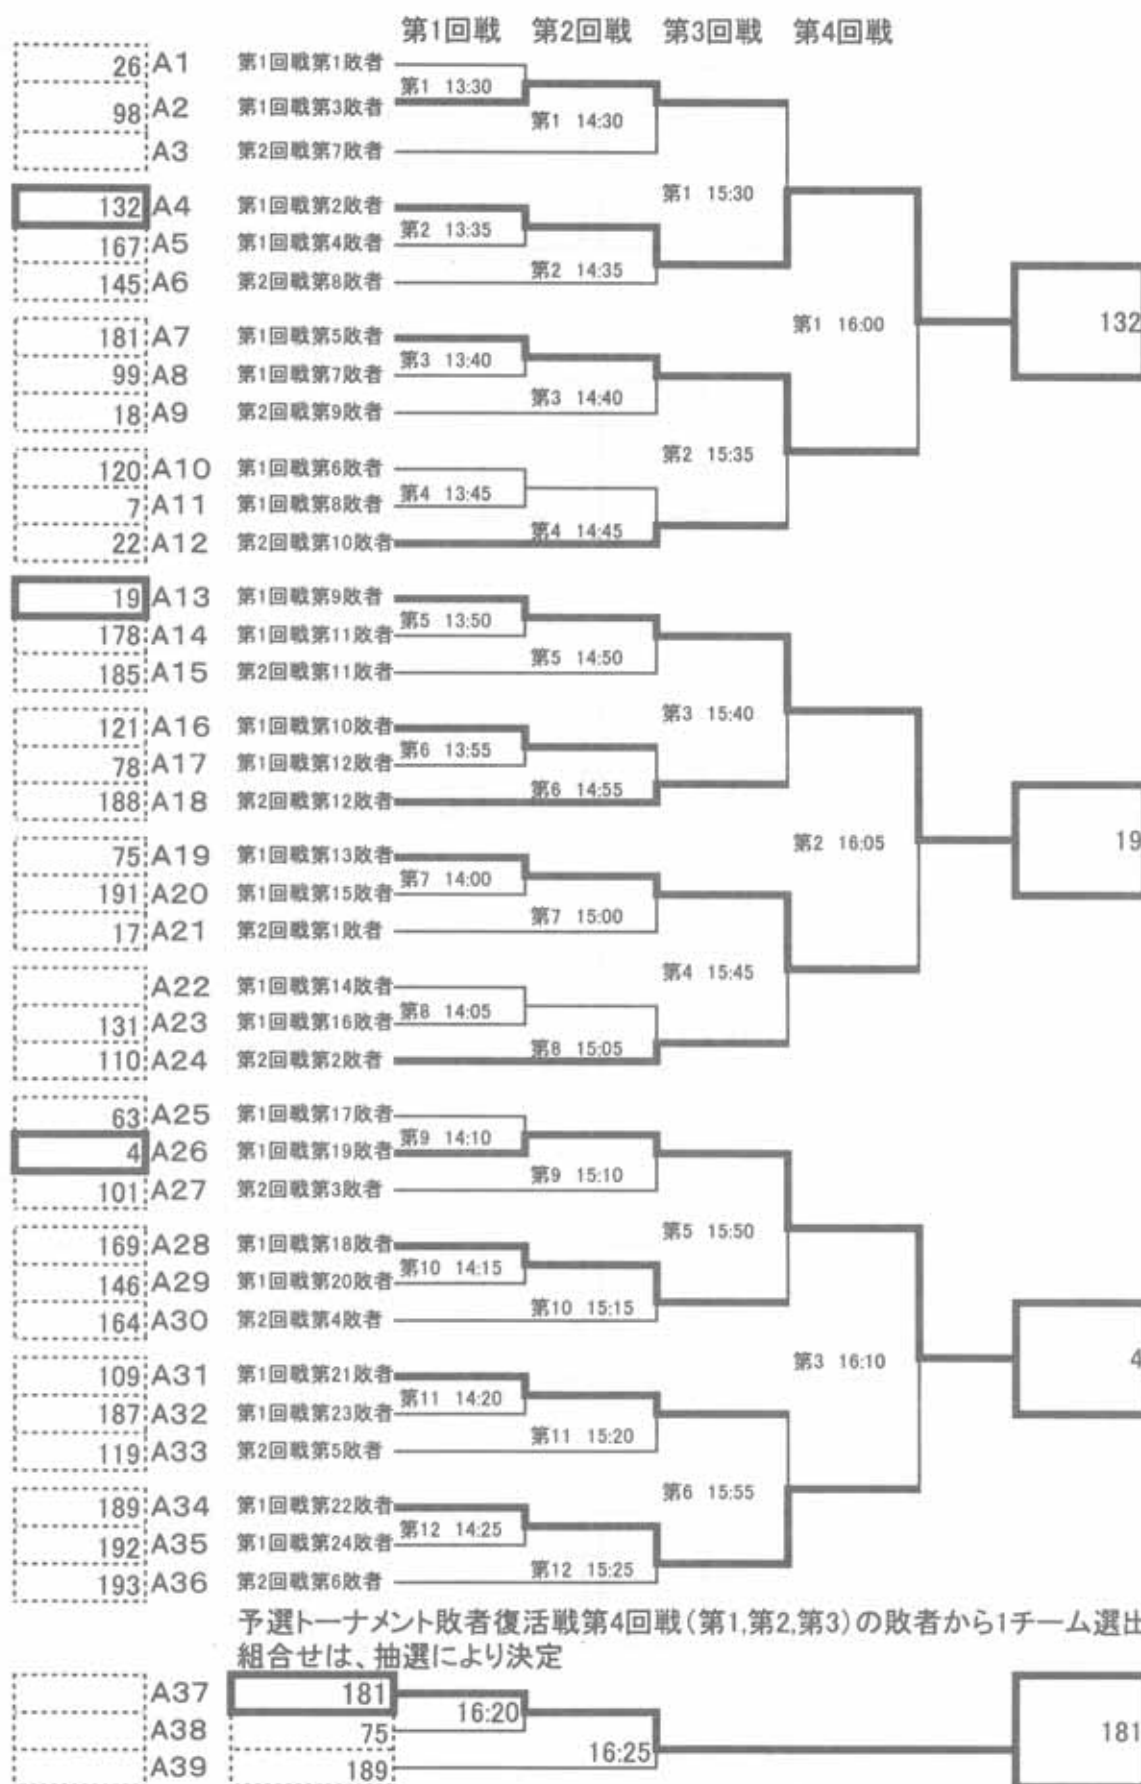 第1回戦 第2回戦 第3回戦 第4回戦
26 A1 第1回戦第1敗者
第1 13:30
98 A2 第1回戦第3敗者
第1 14:30
A3 第2回戦第7敗者
第1 15:30
132 A4 第1回戦第2敗者
第2 13:35
167 A5 第1回戦第4敗者
第2 14:35
145 A6 第2回戦第8敗者
第1 16:00
132
181 A7 第1回戦第5敗者
第3 13:40
99 A8 第1回戦第7敗者
第3 14:40
18 A9 第2回戦第9敗者
第2 15:35
120 A10 第1回戦第6敗者
第4 13:45
7 A11 第1回戦第8敗者
第4 14:45
22 A12 第2回戦第10敗者
19 A13 第1回戦第9敗者
第5 13:50
178 A14 第1回戦第11敗者
第5 14:50
185 A15 第2回戦第11敗者
第3 15:40
121 A16 第1回戦第10敗者
第6 13:55
78 A17 第1回戦第12敗者
第6 14:55
188 A18 第2回戦第12敗者
第2 16:05
19
75 A19 第1回戦第13敗者
第7 14:00
191 A20 第1回戦第15敗者
第7 15:00
17 A21 第2回戦第1敗者
第4 15:45
A22 第1回戦第14敗者
第8 14:05
131 A23 第1回戦第16敗者
第8 15:05
110 A24 第2回戦第2敗者
63 A25 第1回戦第17敗者
第9 14:10
4 A26 第1回戦第19敗者
第9 15:10
101 A27 第2回戦第3敗者
第5 15:50
169 A28 第1回戦第18敗者
第10 14:15
146 A29 第1回戦第20敗者
第10 15:15
164 A30 第2回戦第4敗者
第3 16:10
4
109 A31 第1回戦第21敗者
第11 14:20
187 A32 第1回戦第23敗者
第11 15:20
119 A33 第2回戦第5敗者
第6 15:55
189 A34 第1回戦第22敗者
第12 14:25
192 A35 第1回戦第24敗者
第12 15:25
193 A36 第2回戦第6敗者
予選トーナメント敗者復活戦第4回戦(第1,第2,第3)の敗者から1チーム選出
組合せは、抽選により決定
A37 181
16:20
A38 75
181
16:25
A39 189